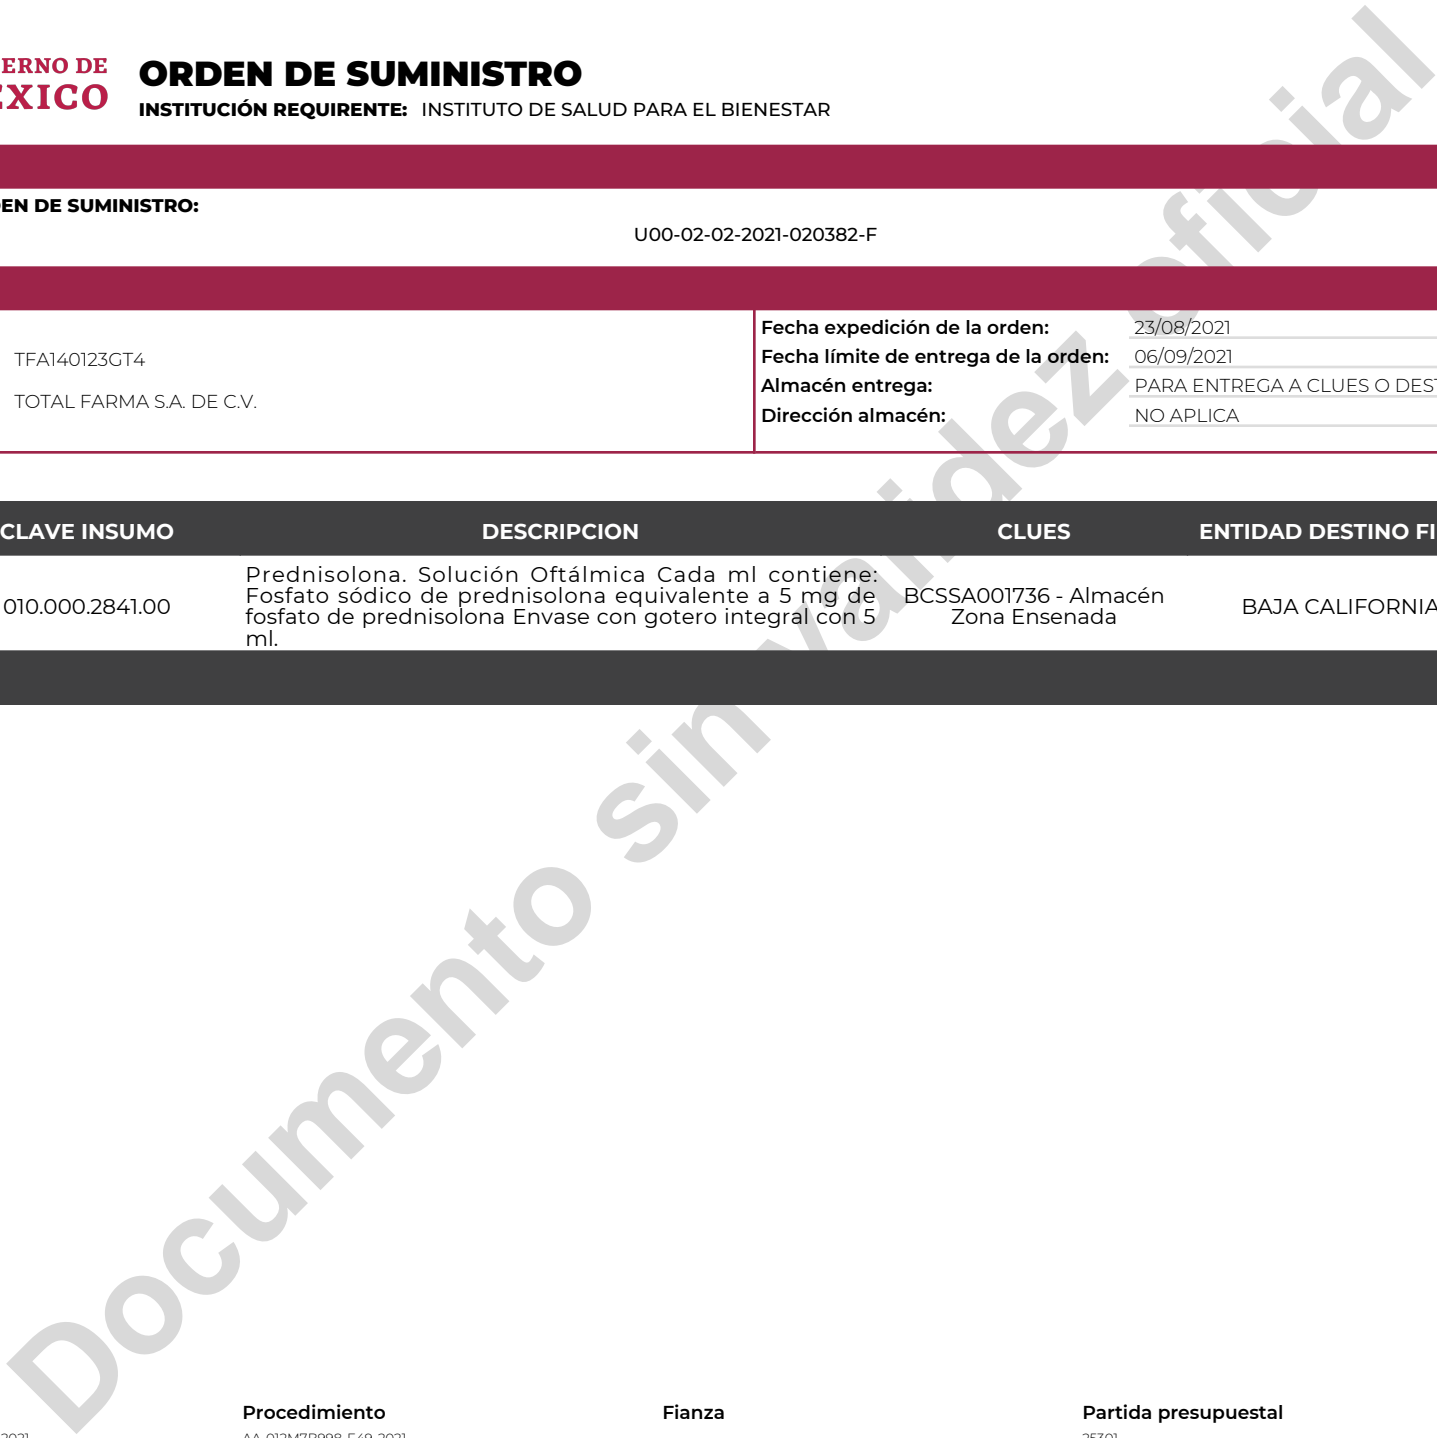 ERNO DE
ORDEN DE SUMINISTRO
INSTITUCIÓN REQUIRENTE: INSTITUTO DE SALUD PARA EL BIENESTAR
EN DE SUMINISTRO:
U00-02-02-2021-020382-F
TFA140123GT4
TOTAL FARMA S.A. DE C.V.
Fecha expedición de la orden: 23/08/2021
Fecha límite de entrega de la orden: 06/09/2021
Almacén entrega: PARA ENTREGA A CLUES O DEST
Dirección almacén: NO APLICA
CLAVE INSUMO DESCRIPCION CLUES ENTIDAD DESTINO FI
010.000.2841.00
Prednisolona. Solución Oftálmica Cada ml contiene:
Fosfato sódico de prednisolona equivalente a 5 mg de
fosfato de prednisolona Envase con gotero integral con 5
ml.
BCSSA001736 - Almacén
Zona Ensenada
BAJA CALIFORNIA
Documento sin validez oficial
Procedimiento Fianza Partida presupuestal